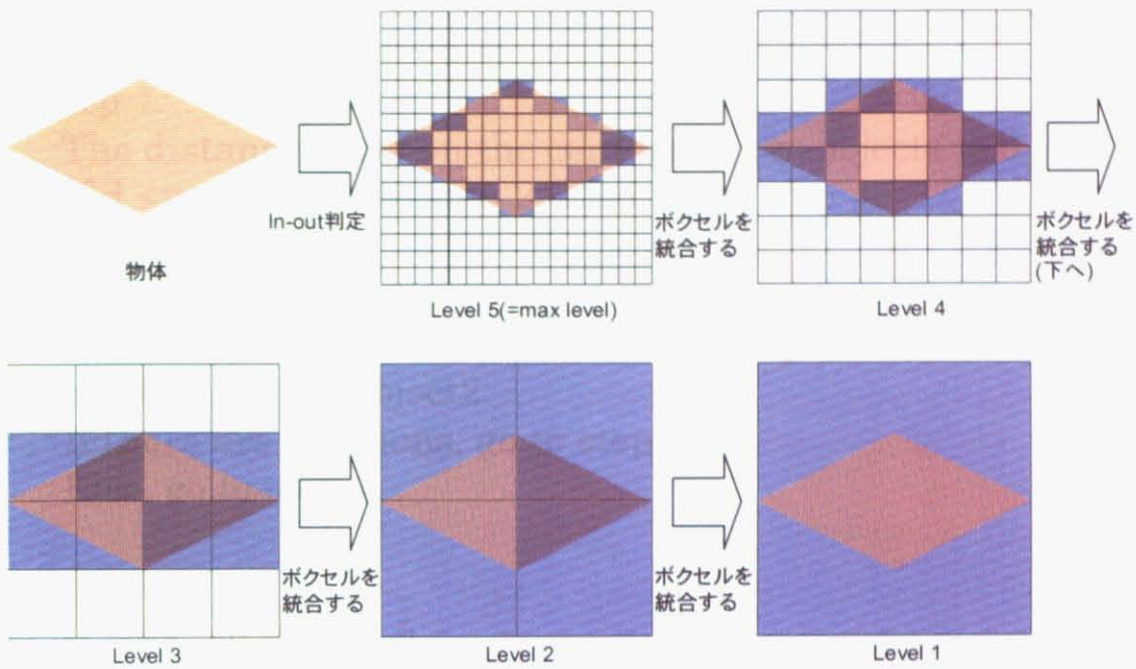 物体
In-out判定
Level 5(=max level)
ボクセルを
統合する
Level 4
ボクセルを
統合する
(下へ)
Level 3
ボクセルを
統合する
Level 2
ボクセルを
統合する
Level 1